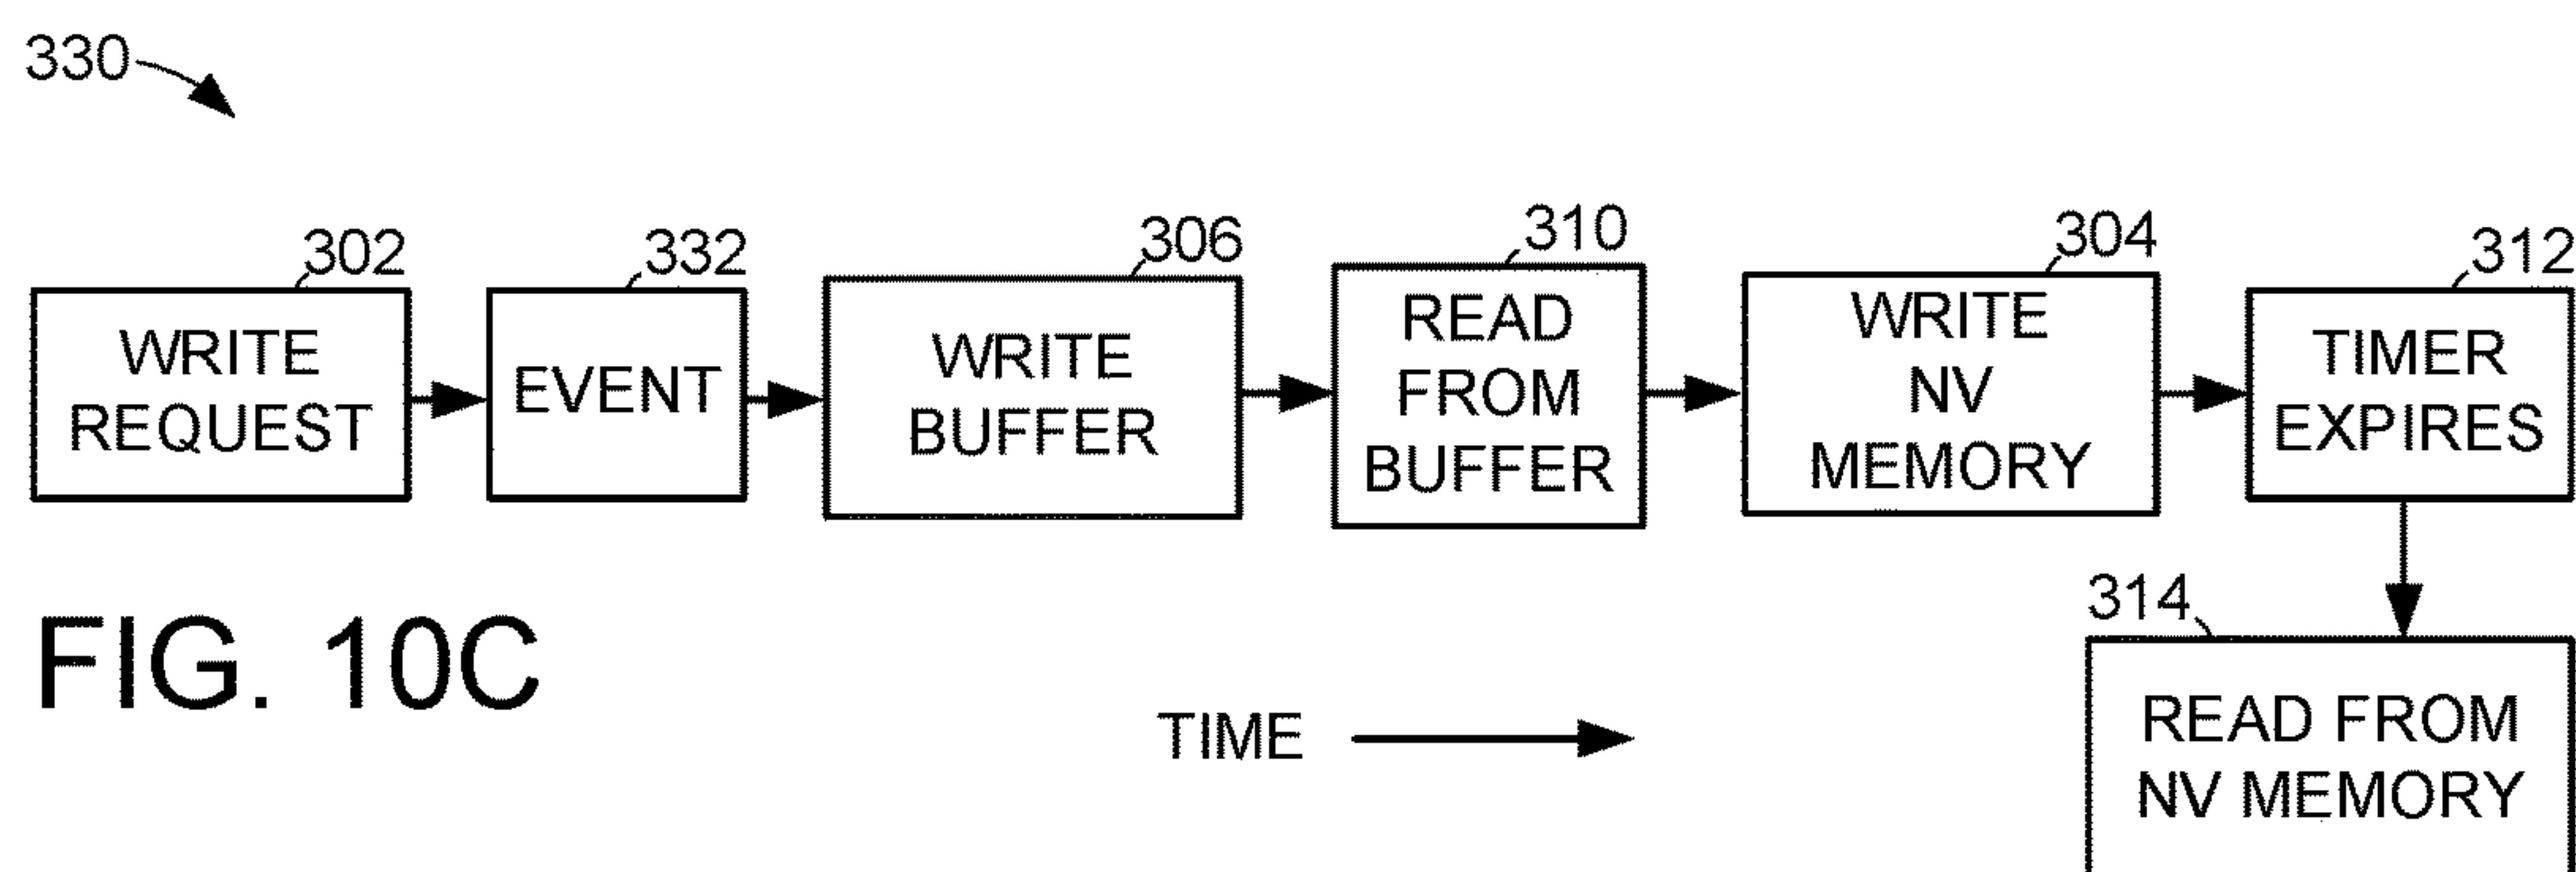 330
302
WRITE
REQUEST
332
EVENT
306
WRITE
BUFFER
310
READ
FROM
BUFFER
304
WRITE
NV
MEMORY
312
TIMER
EXPIRES
314
READ FROM
NV MEMORY
TIME
FIG. 10C